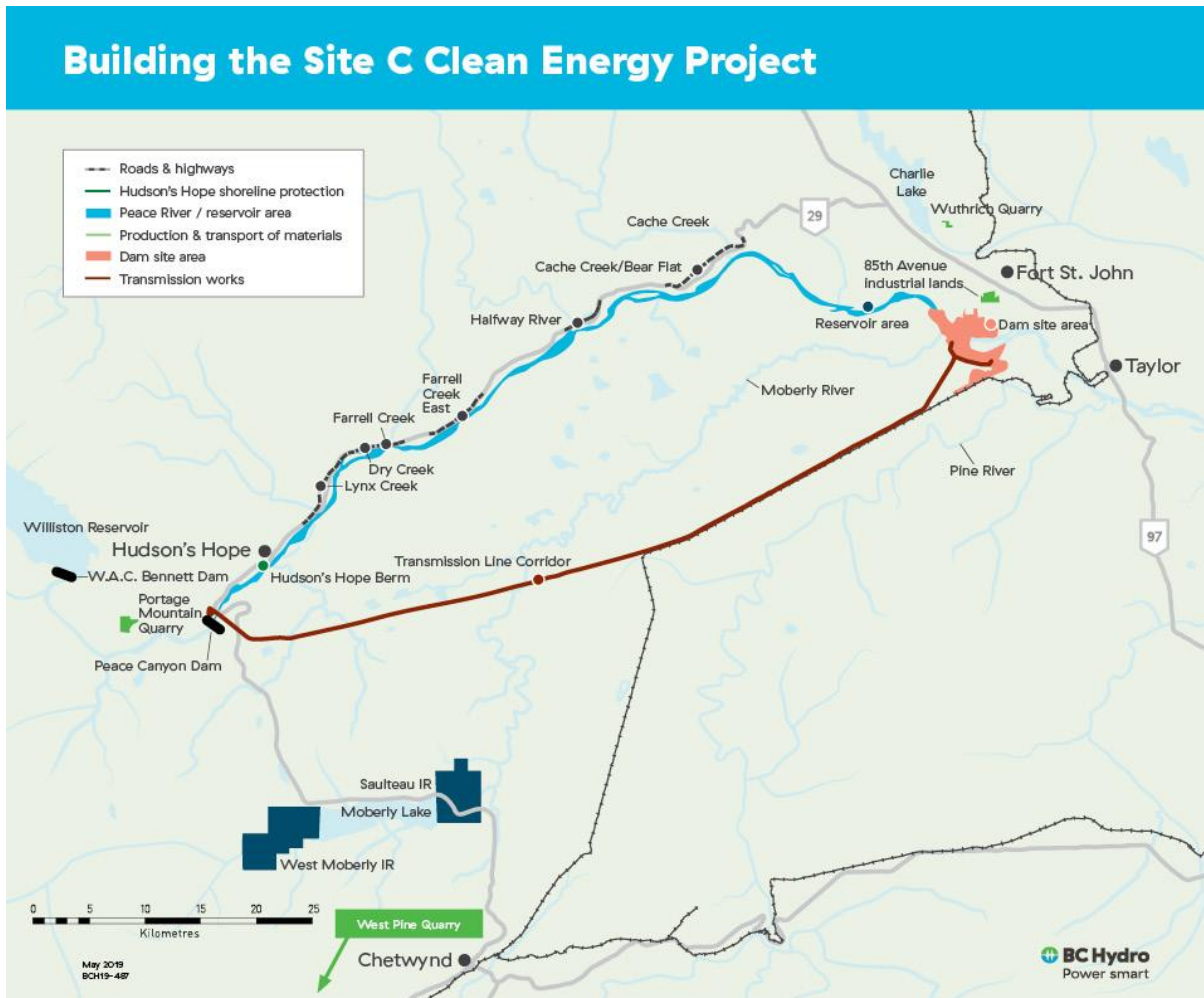 Building the Site C Clean Energy Project
Roads & highways
Hudson's Hope shoreline protection
Peace River / reservoir area
Production & transport of materials
Dam site area
Transmission works
Charlie
Lake
Wuthrich Quarry
Cache Creek
29
Cache Creek/Bear Flat
85th Avenue
industrial lands
Fort St. John
Halfway River
Reservoir area
Dam site area
Taylor
Moberly River
Farrell
Creek
East
Farrell Creek
Dry Creek
Lynx Creek
Pine River
Williston Reservoir
Hudson's Hope
97
W.A.C. Bennett Dam
Hudson's Hope Berm
Transmission Line Corridor
Portage
Mountain
Quarry
Peace Canyon Dam
Saulteau IR
Moberly Lake
West Moberly IR
0 5 10 15 20 25
Kilometres
West Pine Quarry
Chetwynd
May 2019
BCH19-487
BC Hydro
Power smart